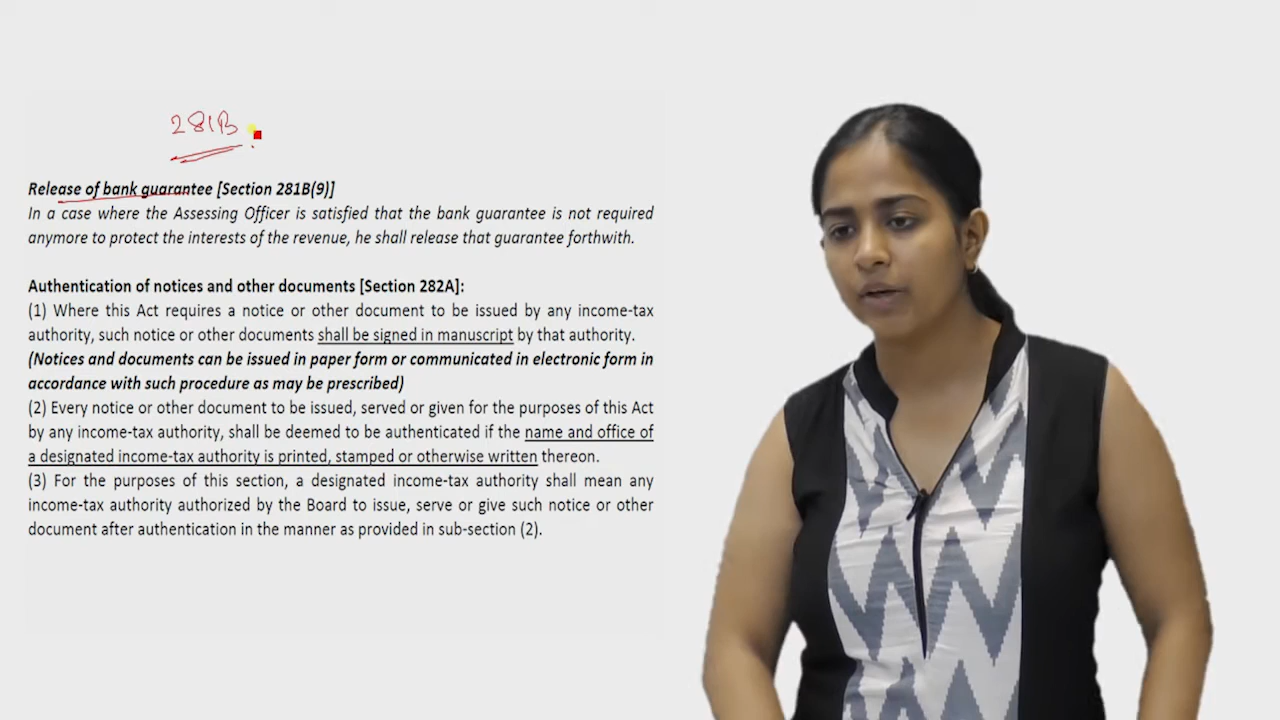 281B
Release of bank guarantee [Section 281B(9)]
In a case where the Assessing Officer is satisfied that the bank guarantee is not required
anymore to protect the interests of the revenue, he shall release that guarantee forthwith.
Authentication of notices and other documents [Section 282A]:
(1) Where this Act requires a notice or other document to be issued by any income-tax
authority, such notice or other documents shall be signed in manuscript by that authority.
(Notices and documents can be issued in paper form or communicated in electronic form in
accordance with such procedure as may be prescribed)
(2) Every notice or other document to be issued, served or given for the purposes of this Act
by any income-tax authority, shall be deemed to be authenticated if the name and office of
a designated income-tax authority is printed, stamped or otherwise written thereon.
(3) For the purposes of this section, a designated income-tax authority shall mean any
income-tax authority authorized by the Board to issue, serve or give such notice or other
document after authentication in the manner as provided in sub-section (2).